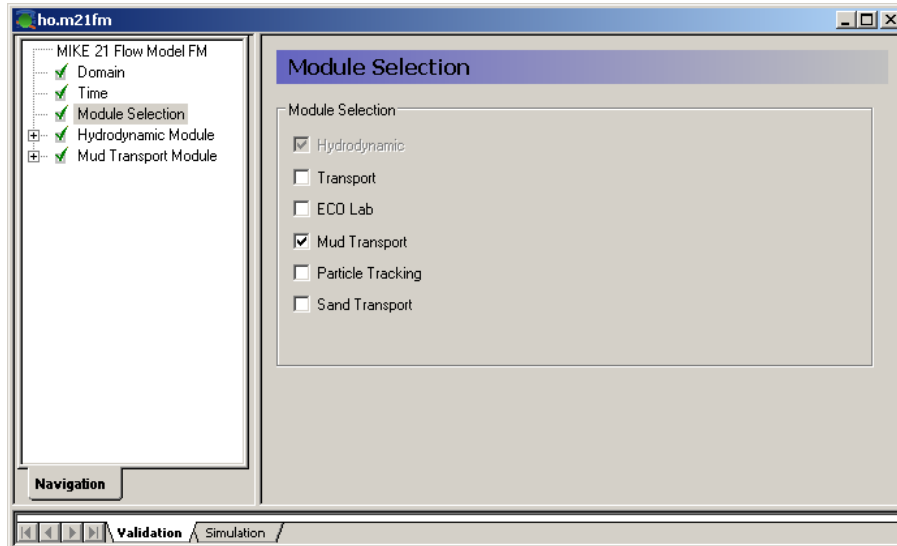 ho.m21fm
MIKE 21 Flow Model FM
Domain
Time
Module Selection
Hydrodynamic Module
Mud Transport Module
Navigation
Module Selection
Module Selection
Hydrodynamic
Transport
ECO Lab
Mud Transport
Particle Tracking
Sand Transport
Validation Simulation